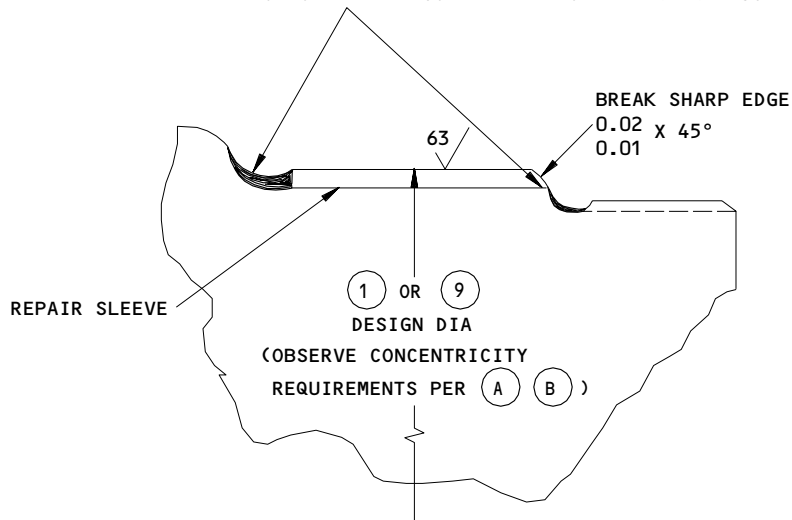 BREAK SHARP EDGE
0.02
0.01 X 45°
63
REPAIR SLEEVE
1 OR 9
DESIGN DIA
(OBSERVE CONCENTRICITY
REQUIREMENTS PER A B )